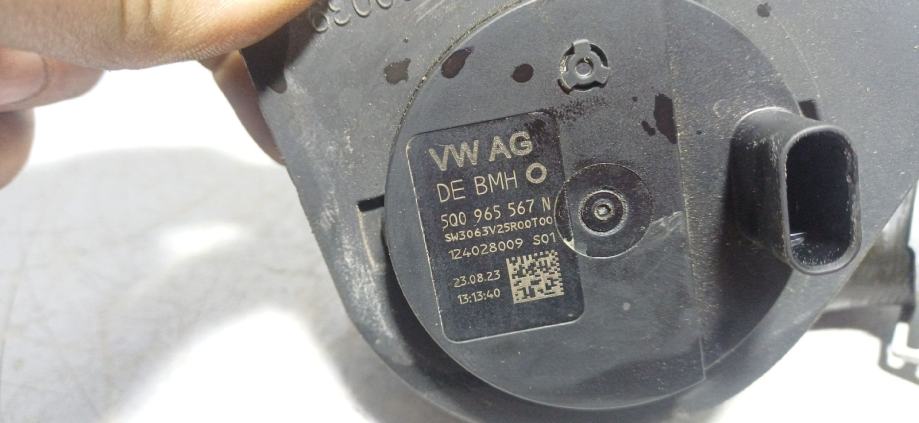 VW AG
DE BMH
5Q0 965 567 N
SW3063V25R00T00
124028009 S01
23.08.23
13:13:40